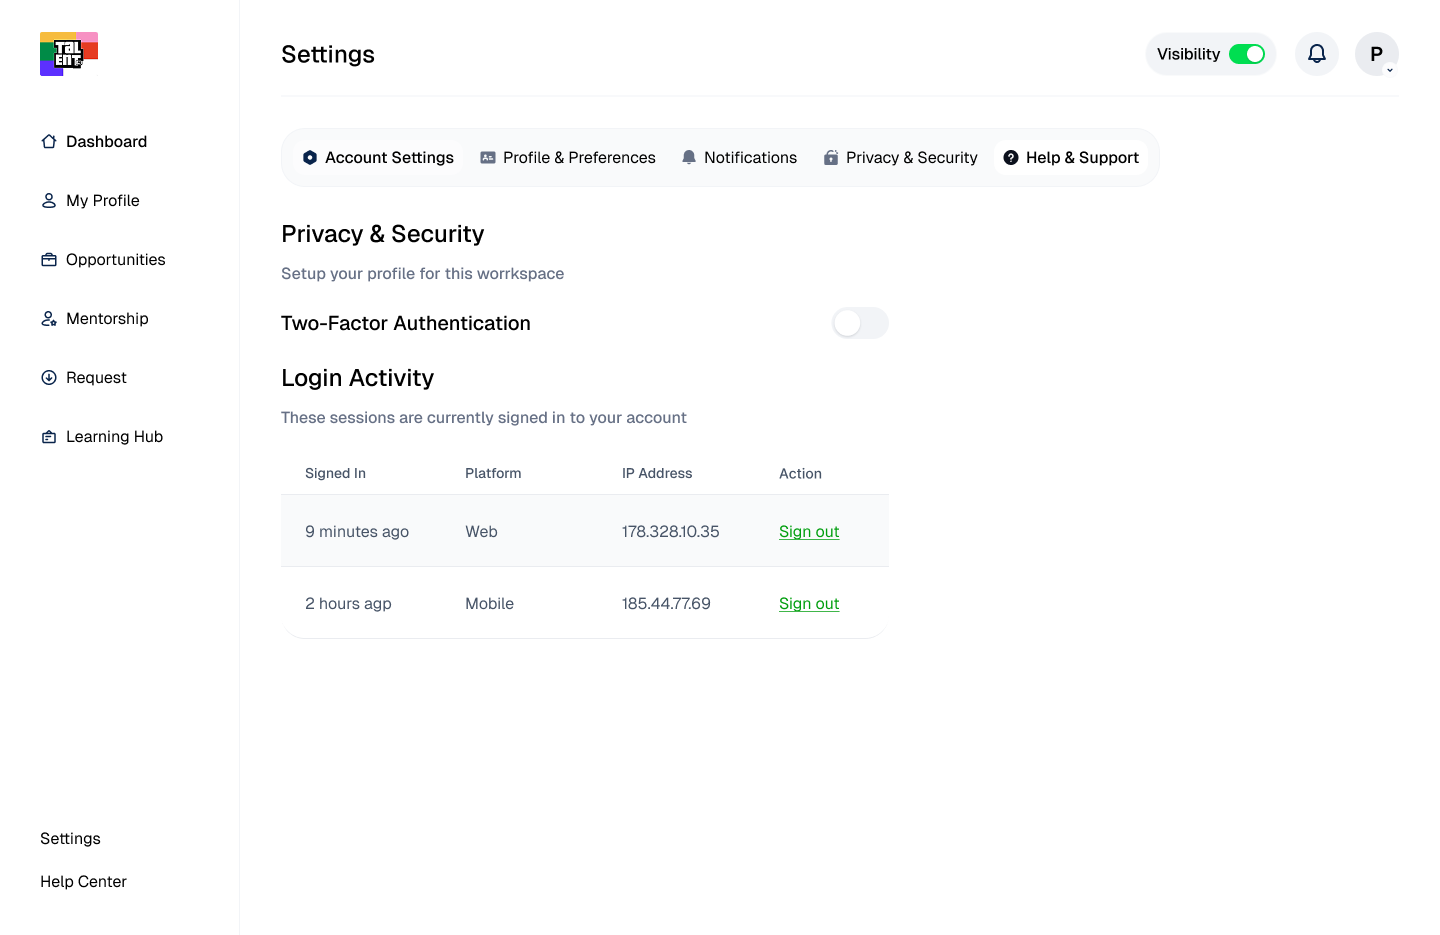 TaL
ENT
Settings
Visibility
P
Dashboard
My Profile
Opportunities
Mentorship
Request
Learning Hub
Settings
Help Center
Account Settings
Profile & Preferences
Notifications
Privacy & Security
Help & Support
Privacy & Security
Setup your profile for this worrkspace
Two-Factor Authentication
Login Activity
These sessions are currently signed in to your account
Signed In Platform IP Address Action
9 minutes ago Web 178.328.10.35 Sign out
2 hours agp Mobile 185.44.77.69 Sign out